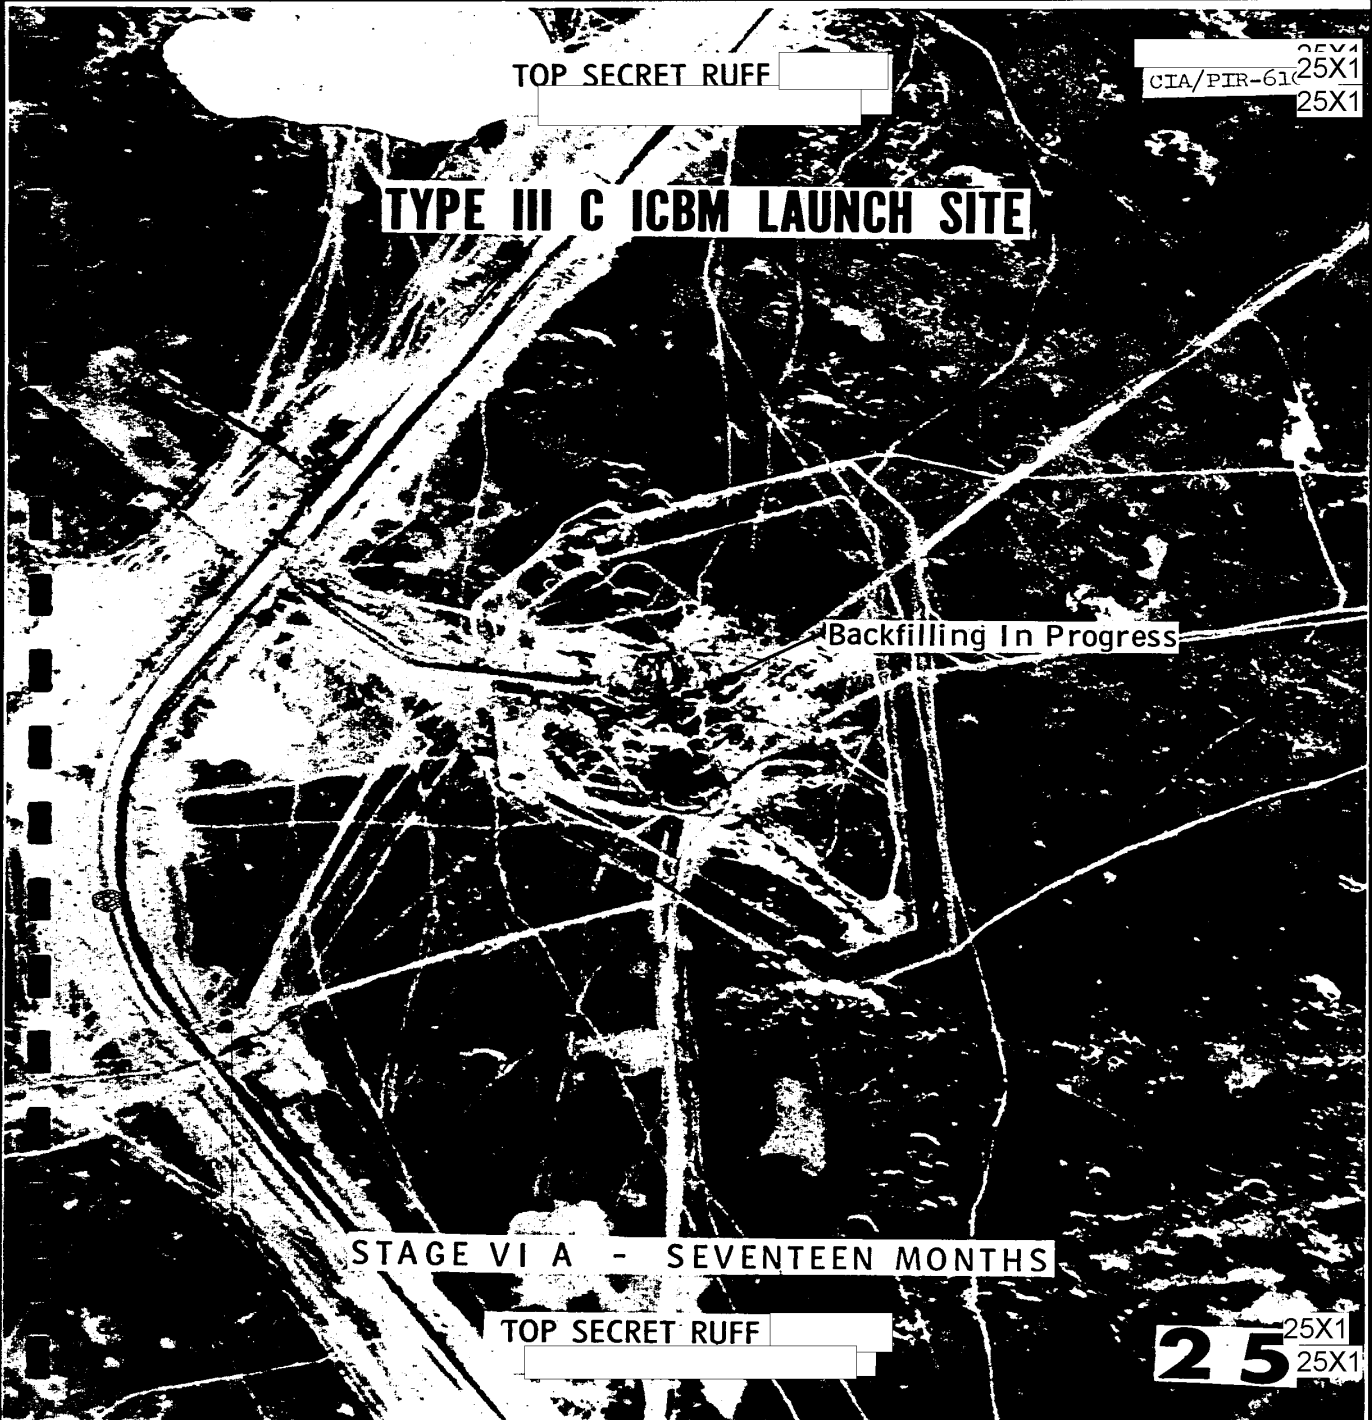 TOP SECRET RUFF
25X1
CIA/PIR-61
25X1
25X1
TYPE III C ICBM LAUNCH SITE
Backfilling In Progress
STAGE VI A - SEVENTEEN MONTHS
TOP SECRET RUFF
25X1
25
25X1